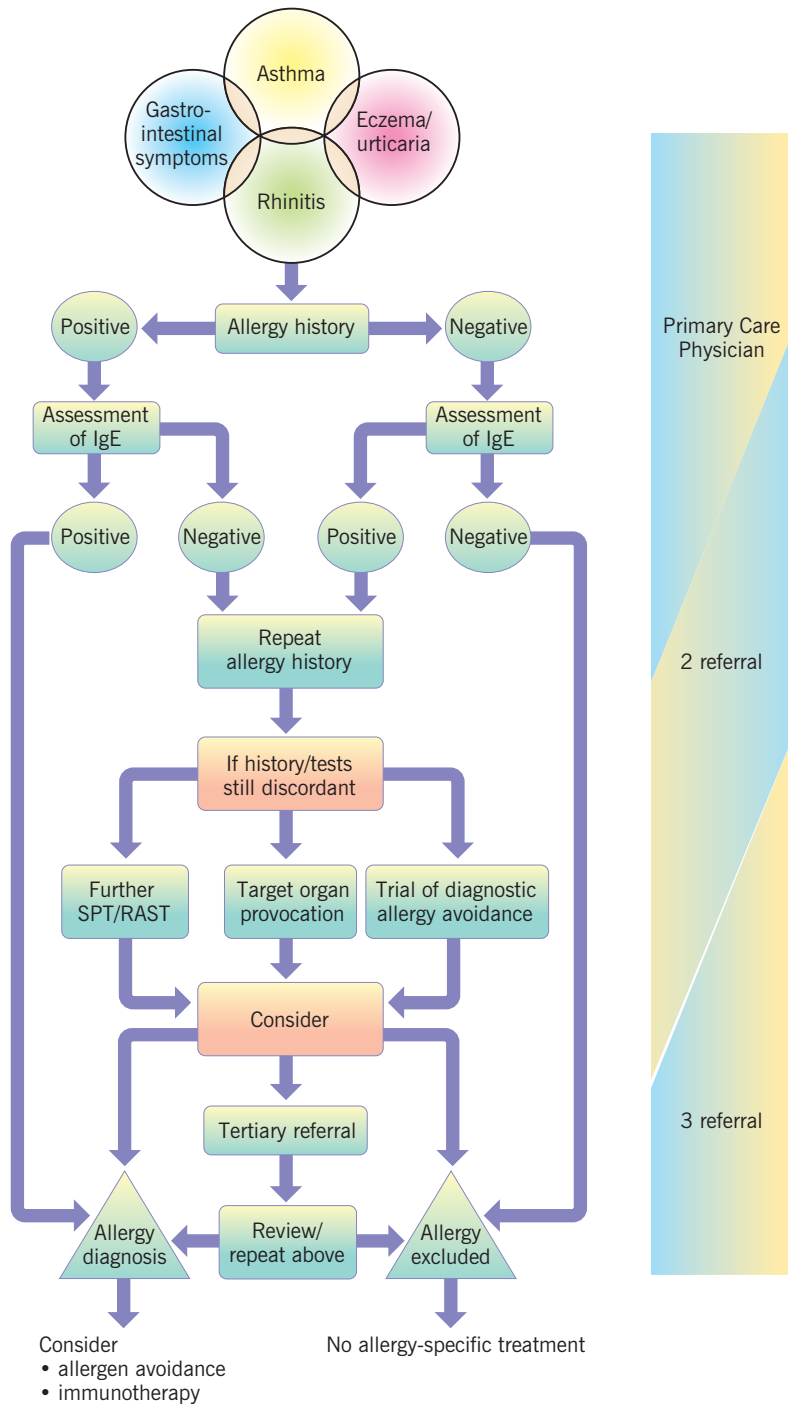 Asthma
Gastro-
intestinal
symptoms
Eczema/
urticaria
Rhinitis
Positive
Allergy history
Negative
Primary Care
Physician
Assessment
of IgE
Assessment
of IgE
Positive
Negative
Positive
Negative
Repeat
allergy history
2 referral
If history/tests
still discordant
Further
SPT/RAST
Target organ
provocation
Trial of diagnostic
allergy avoidance
Consider
Tertiary referral
3 referral
Allergy
diagnosis
Review/
repeat above
Allergy
excluded
Consider
• allergen avoidance
• immunotherapy
No allergy-specific treatment